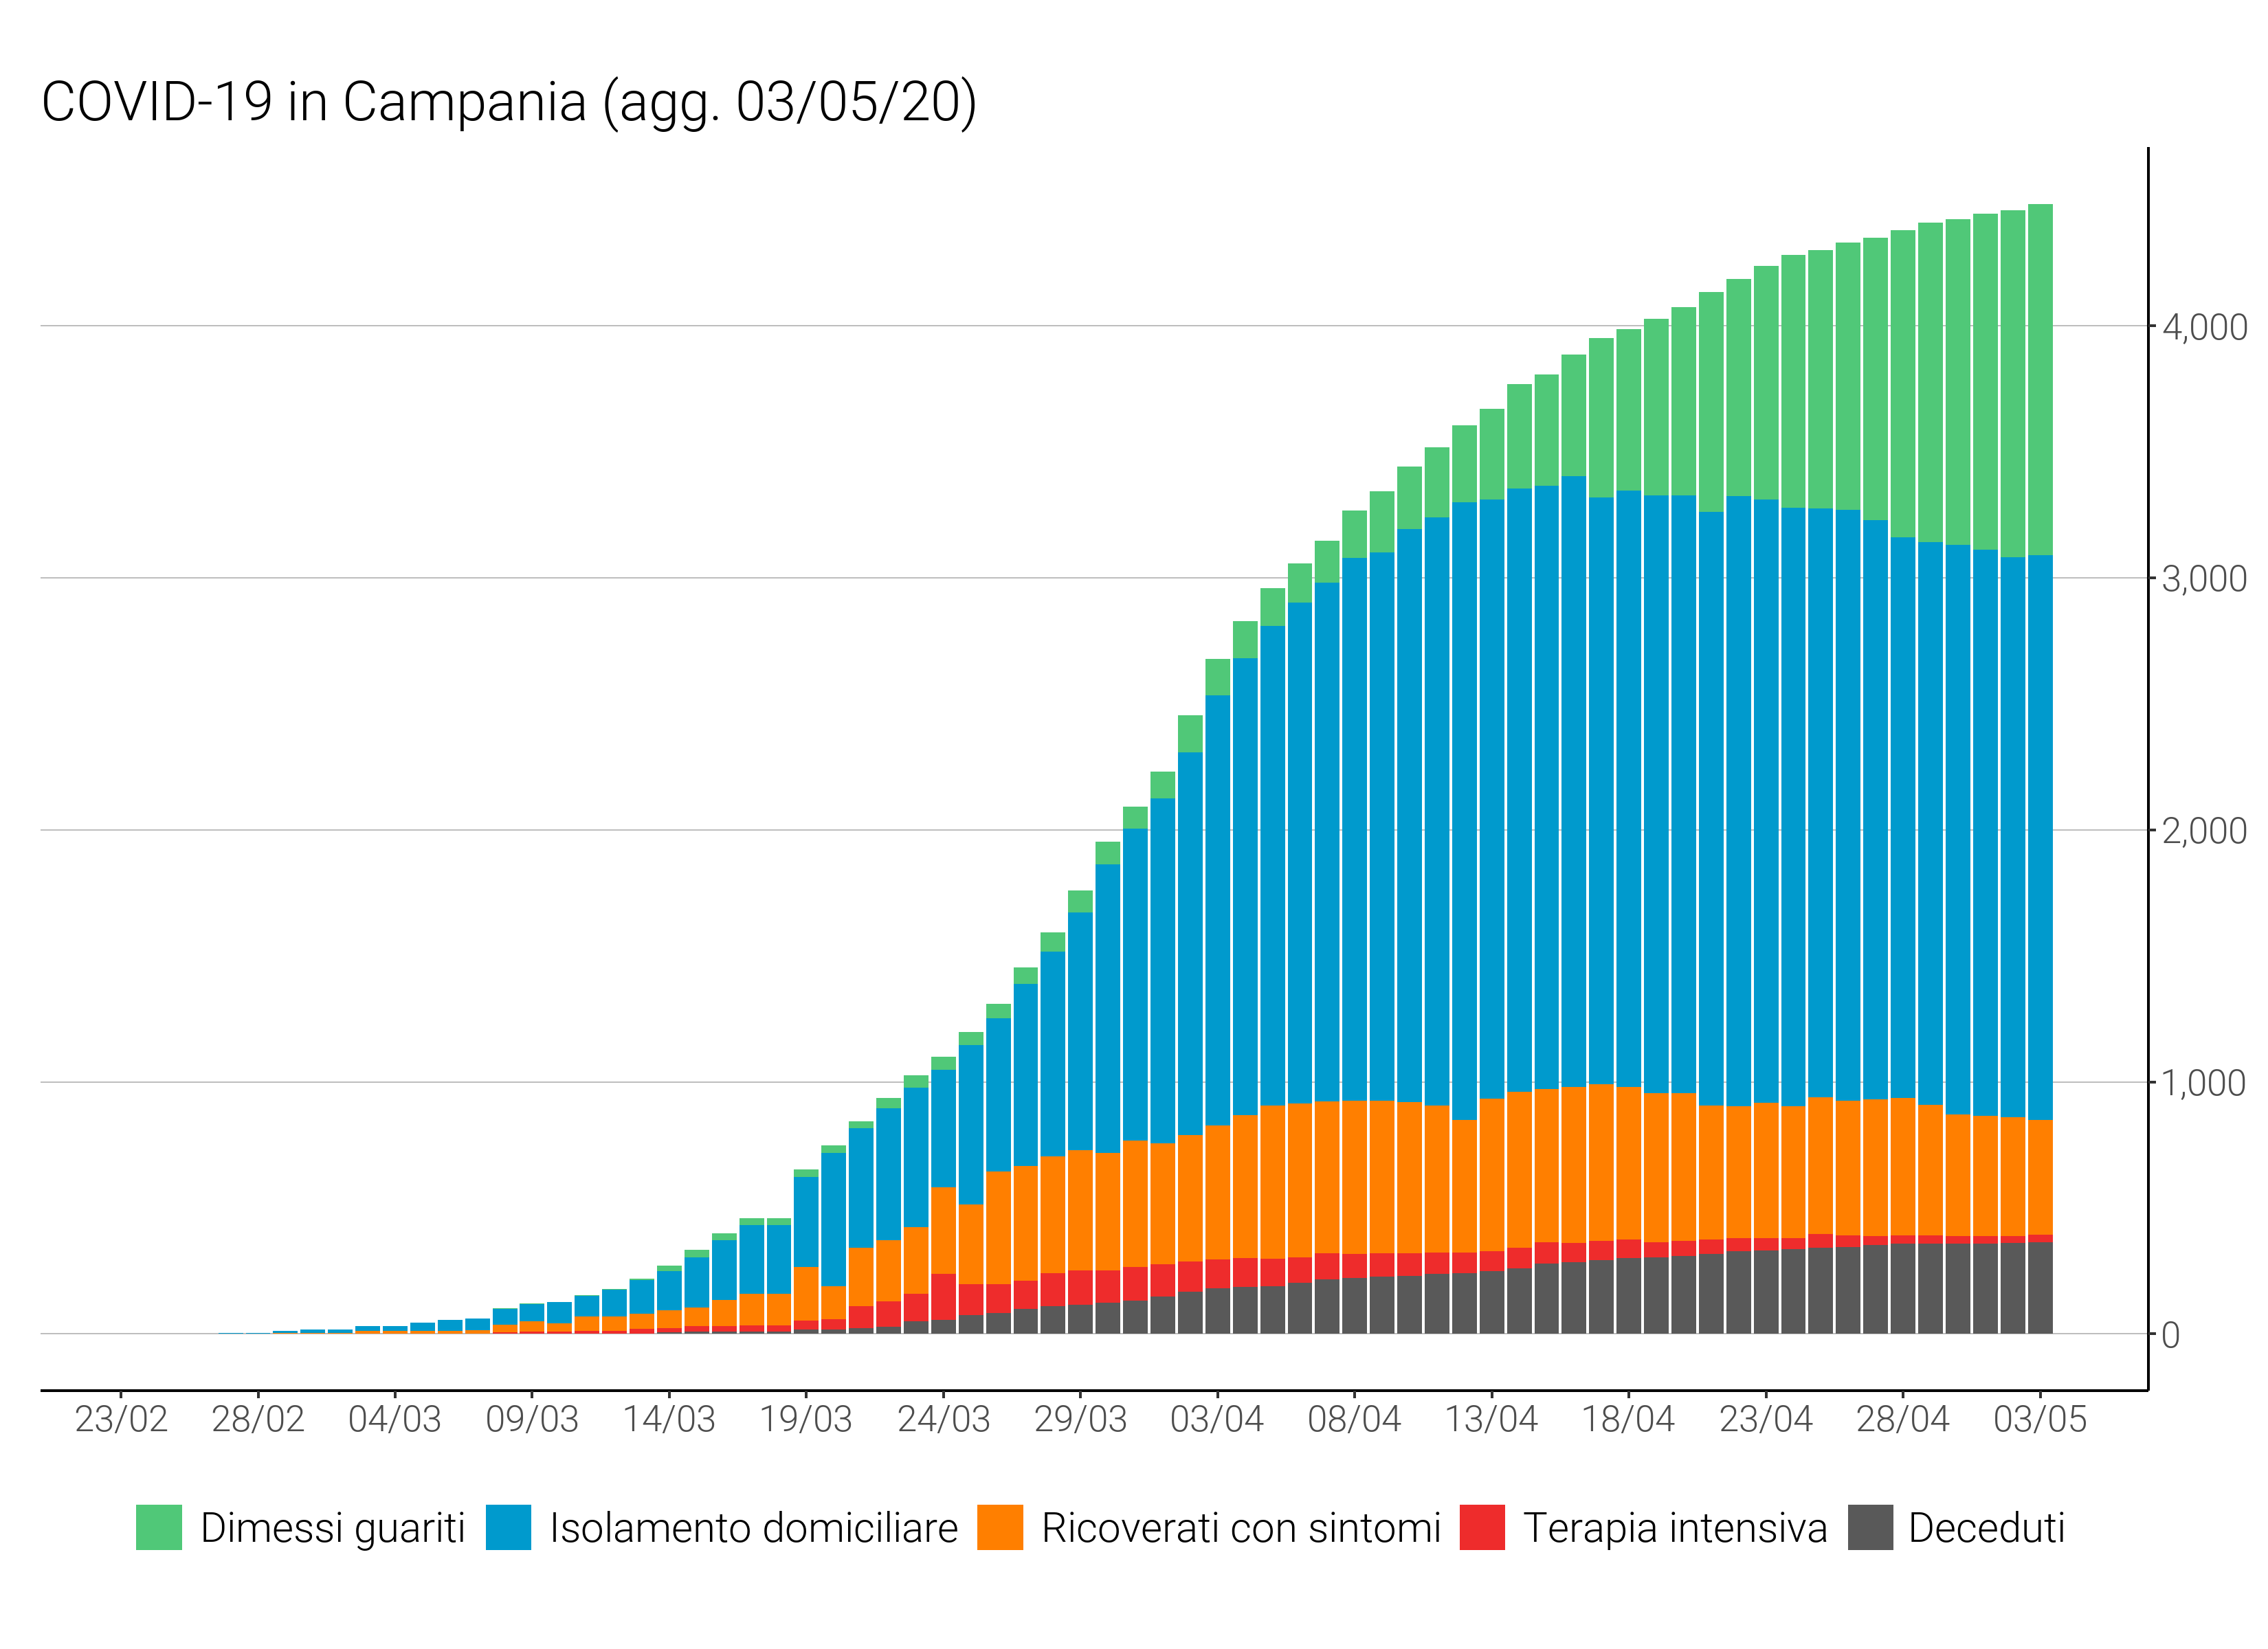 COVID-19 in Campania (agg. 03/05/20)
4,000
3,000
2,000
1,000
0
23/02 28/02 04/03 09/03 14/03 19/03 24/03 29/03 03/04 08/04 13/04 18/04 23/04 28/04 03/05
Dimessi guariti Isolamento domiciliare Ricoverati con sintomi Terapia intensiva Deceduti